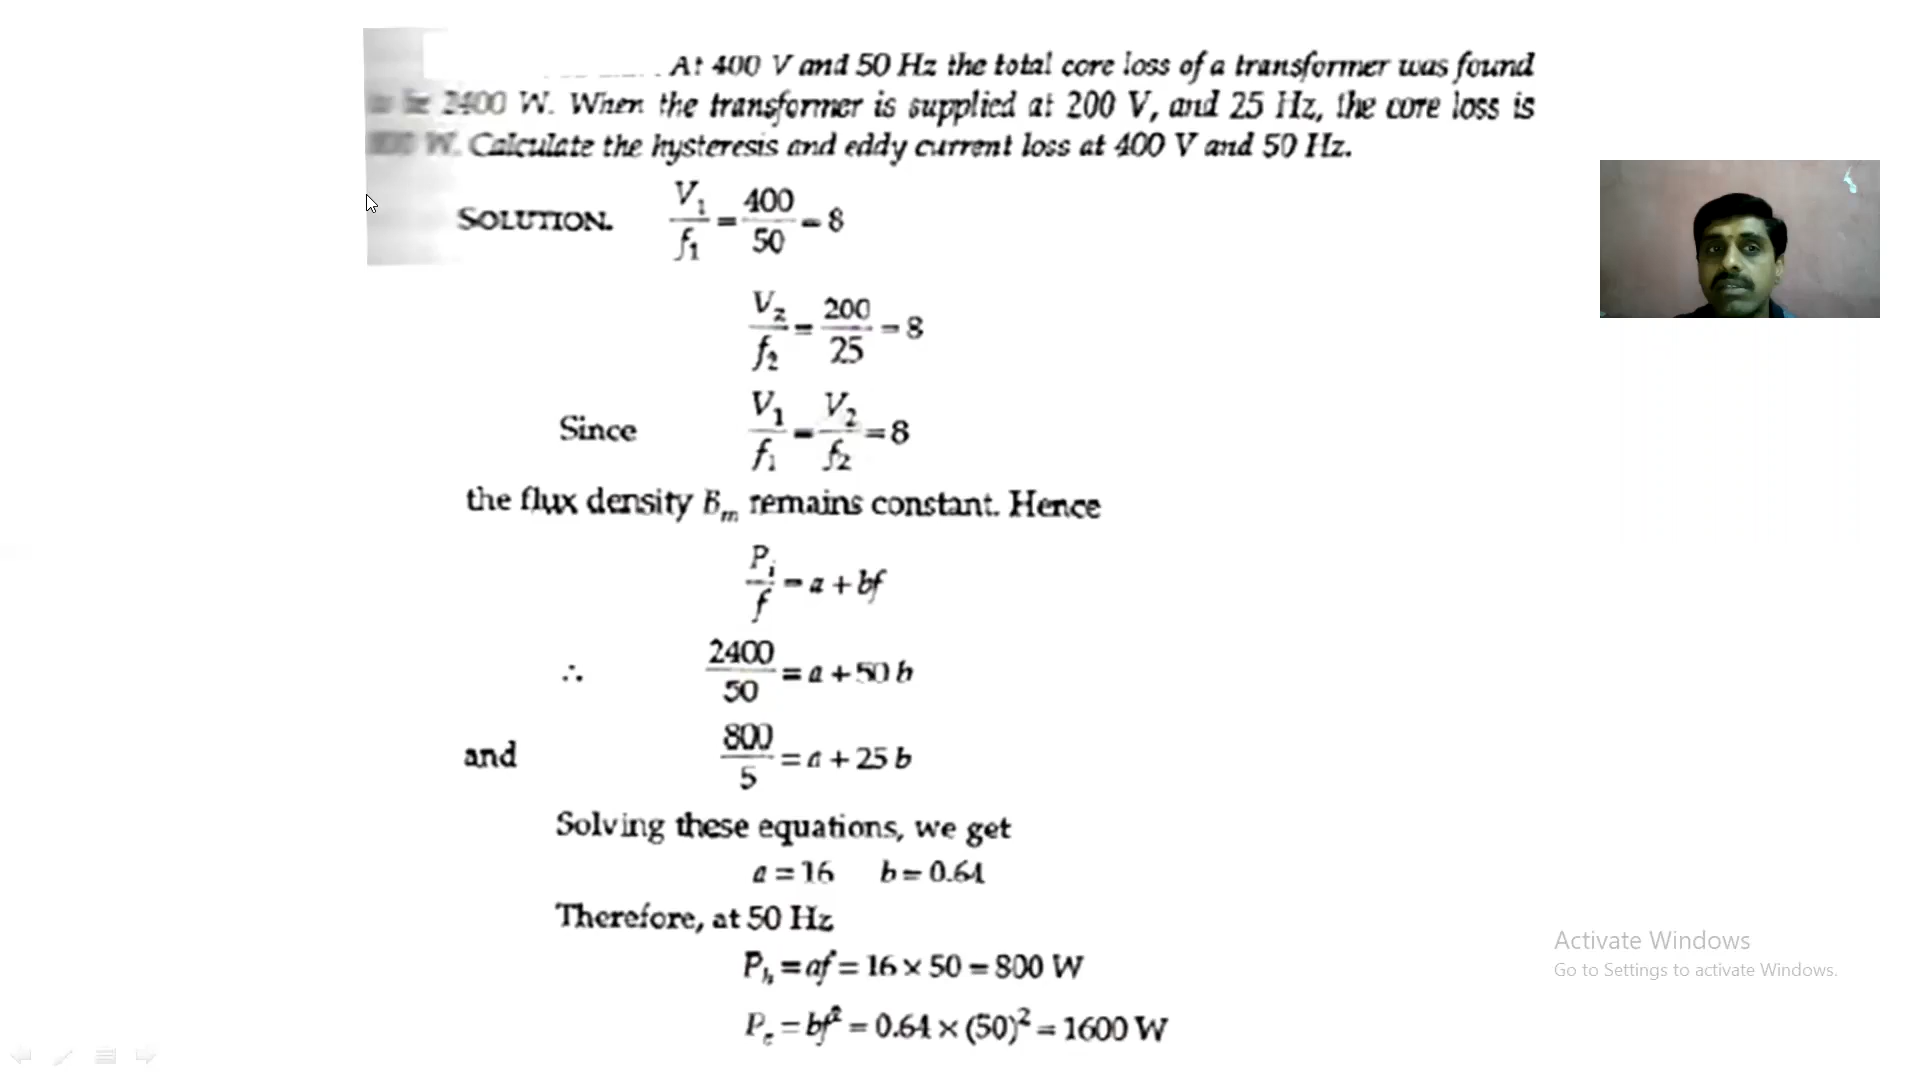 At 400 V and 50 Hz the total core loss of a transformer was found
to be 2400 W. When the transformer is supplied at 200 V, and 25 Hz, the core loss is
W. Calculate the hysteresis and eddy current loss at 400 V and 50 Hz.
SOLUTION. V₁/f₁ = 400/50 = 8
V₂/f₂ = 200/25 = 8
Since V₁/f₁ = V₂/f₂ = 8
the flux density Bₘ remains constant. Hence
Pᵢ/f = a + bf
∴ 2400/50 = a + 50 b
and 800/5 = a + 25 b
Solving these equations, we get
a = 16 b = 0.64
Therefore, at 50 Hz
Pₕ = af = 16 × 50 = 800 W
Pₑ = bf² = 0.64 × (50)² = 1600 W
Activate Windows
Go to Settings to activate Windows.